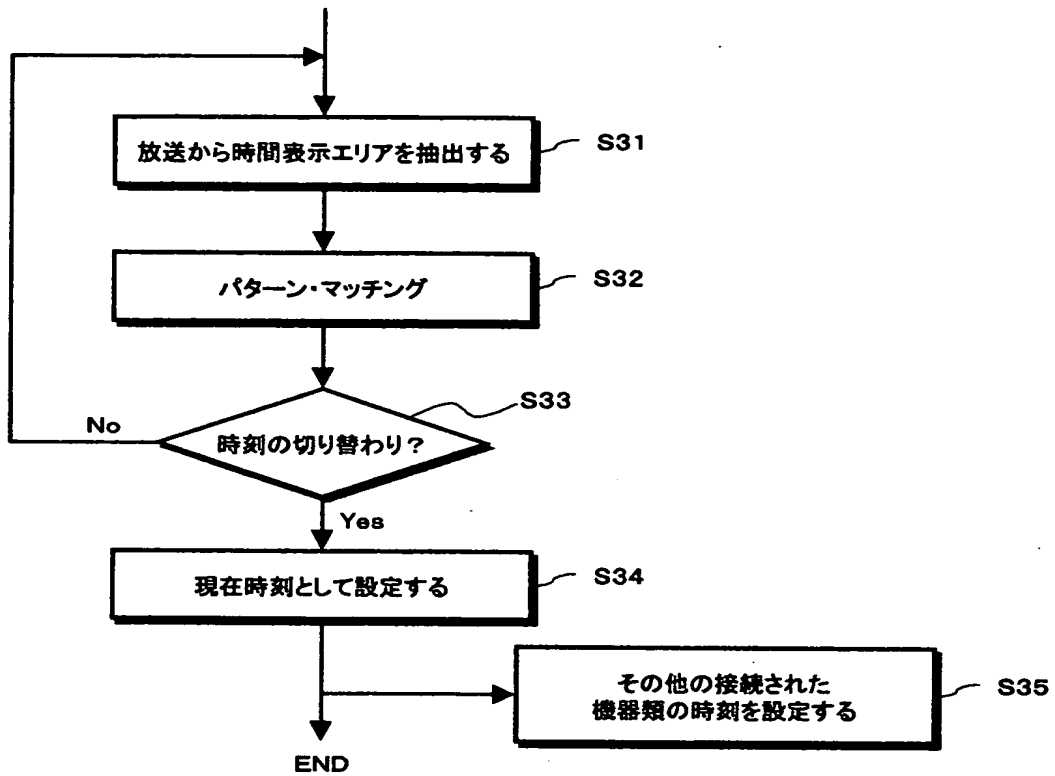 放送から時間表示エリアを抽出する
S31
パターン・マッチング
S32
S33
No
時刻の切り替わり?
Yes
現在時刻として設定する
S34
その他の接続された
機器類の時刻を設定する
S35
END